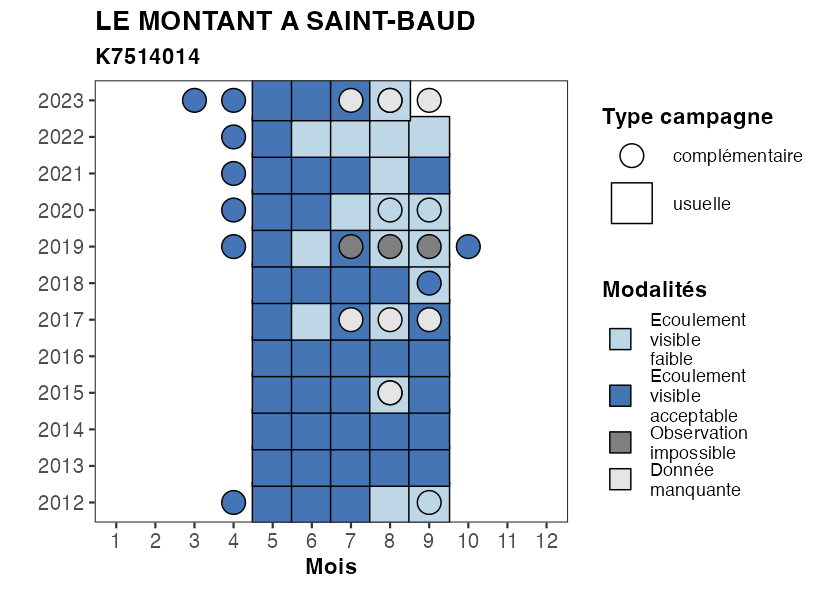 LE MONTANT A SAINT-BAUD
K7514014
2023
2022
2021
2020
2019
2018
2017
2016
2015
2014
2013
2012
1 2 3 4 5 6 7 8 9 10 11 12
Mois
Type campagne
complémentaire
usuelle
Modalités
Ecoulement
visible
faible
Ecoulement
visible
acceptable
Observation
impossible
Donnée
manquante